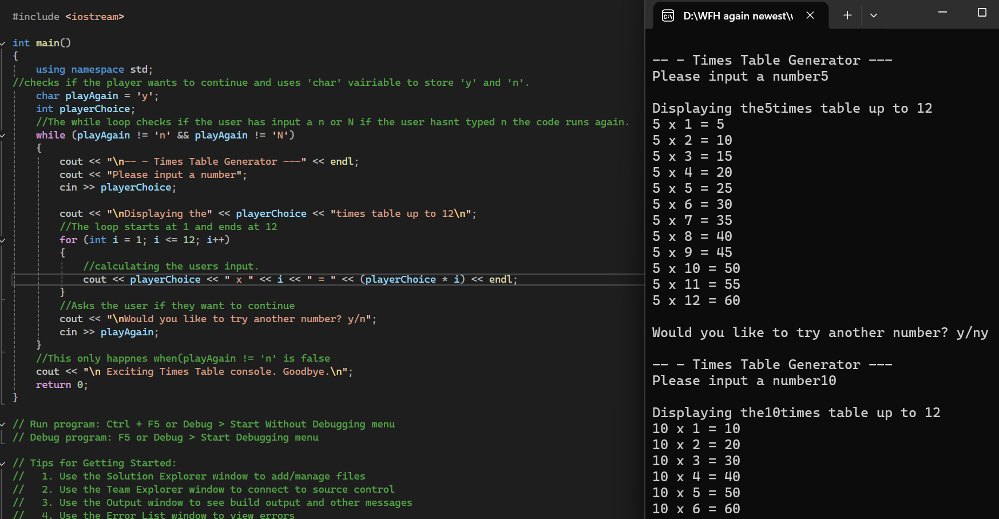 #include <iostream>
int main()
{
using namespace std;
//checks if the player wants to continue and uses 'char' vairiable to store 'y' and 'n'.
char playAgain = 'y';
int playerChoice;
//The while loop checks if the user has input a n or N if the user hasnt typed n the code runs again.
while (playAgain != 'n' && playAgain != 'N')
{
cout << "\n-- - Times Table Generator ---" << endl;
cout << "Please input a number";
cin >> playerChoice;
cout << "\nDisplaying the" << playerChoice << "times table up to 12\n";
//The loop starts at 1 and ends at 12
for (int i = 1; i <= 12; i++)
{
//calculating the users input.
cout << playerChoice << " x " << i << " = " << (playerChoice * i) << endl;
}
//Asks the user if they want to continue
cout << "\nWould you like to try another number? y/n";
cin >> playAgain;
}
//This only happnes when(playAgain != 'n' is false
cout << "\n Exciting Times Table console. Goodbye.\n";
return 0;
}
// Run program: Ctrl + F5 or Debug > Start Without Debugging menu
// Debug program: F5 or Debug > Start Debugging menu
// Tips for Getting Started:
//   1. Use the Solution Explorer window to add/manage files
//   2. Use the Team Explorer window to connect to source control
//   3. Use the Output window to see build output and other messages
//   4. Use the Error List window to view errors
D:\WFH again newest\
-- - Times Table Generator ---
Please input a number5
Displaying the5times table up to 12
5 x 1 = 5
5 x 2 = 10
5 x 3 = 15
5 x 4 = 20
5 x 5 = 25
5 x 6 = 30
5 x 7 = 35
5 x 8 = 40
5 x 9 = 45
5 x 10 = 50
5 x 11 = 55
5 x 12 = 60
Would you like to try another number? y/ny
-- - Times Table Generator ---
Please input a number10
Displaying the10times table up to 12
10 x 1 = 10
10 x 2 = 20
10 x 3 = 30
10 x 4 = 40
10 x 5 = 50
10 x 6 = 60